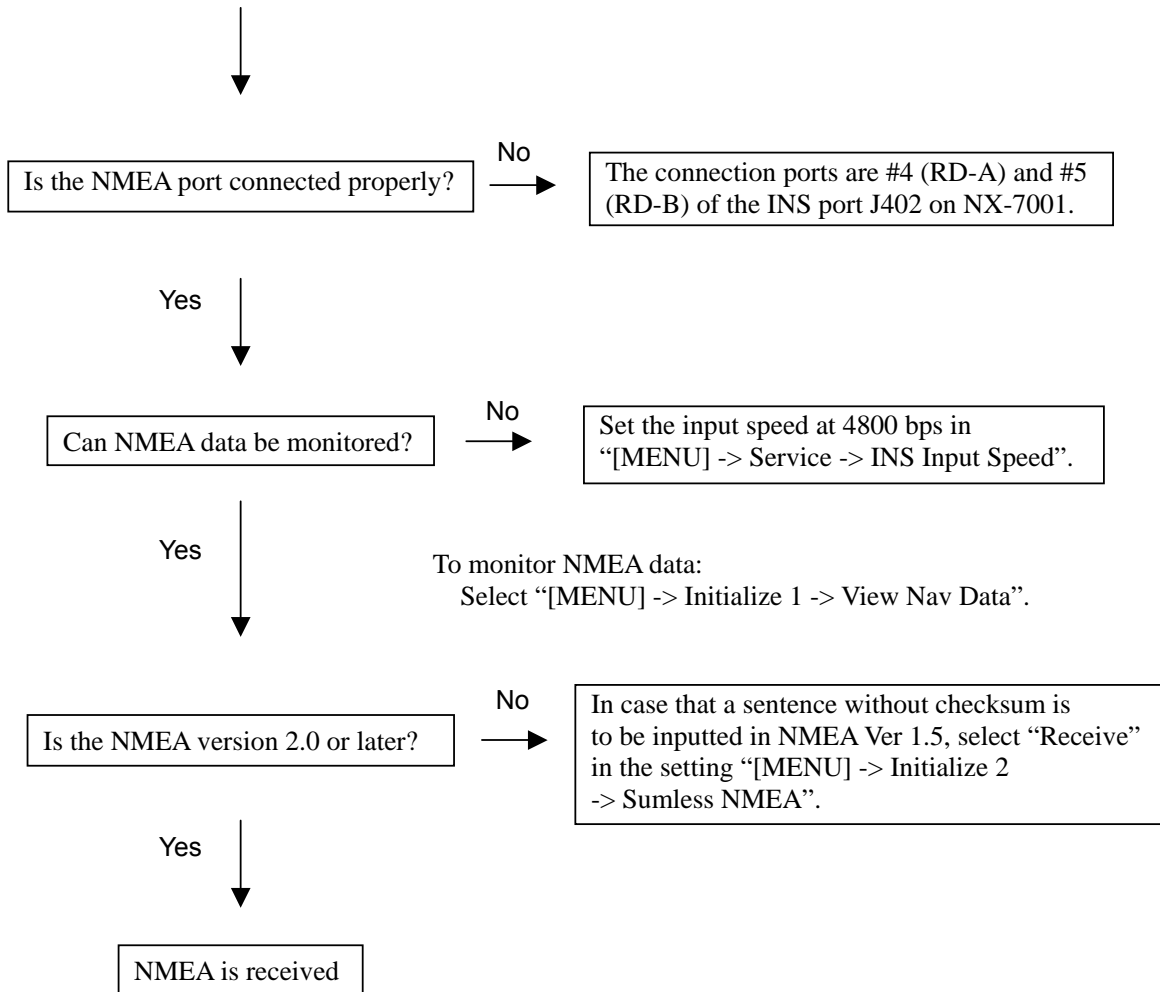 Is the NMEA port connected properly?
No
The connection ports are #4 (RD-A) and #5
(RD-B) of the INS port J402 on NX-7001.
Yes
Can NMEA data be monitored?
No
Set the input speed at 4800 bps in
“[MENU] -> Service -> INS Input Speed”.
Yes
To monitor NMEA data:
Select “[MENU] -> Initialize 1 -> View Nav Data”.
Is the NMEA version 2.0 or later?
No
In case that a sentence without checksum is
to be inputted in NMEA Ver 1.5, select “Receive”
in the setting “[MENU] -> Initialize 2
-> Sumless NMEA”.
Yes
NMEA is received